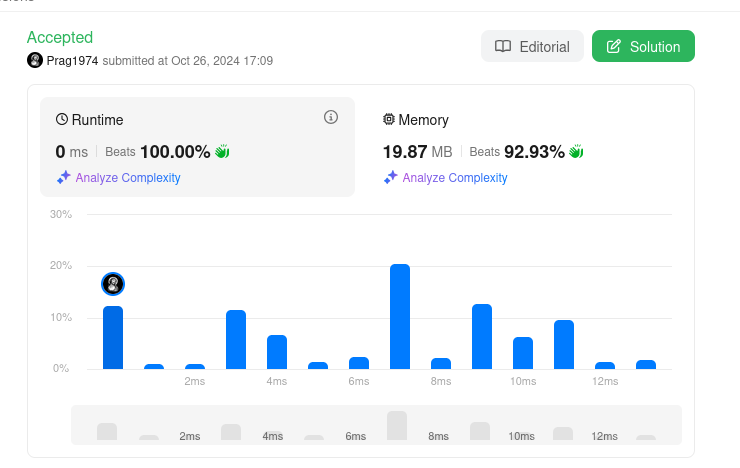 Accepted
Editorial
Solution
Prag1974 submitted at Oct 26, 2024 17:09
Runtime
Memory
0 ms
Beats 100.00%
19.87 MB
Beats 92.93%
Analyze Complexity
Analyze Complexity
30%
20%
10%
0%
2ms 4ms 6ms 8ms 10ms 12ms
2ms 4ms 6ms 8ms 10ms 12ms